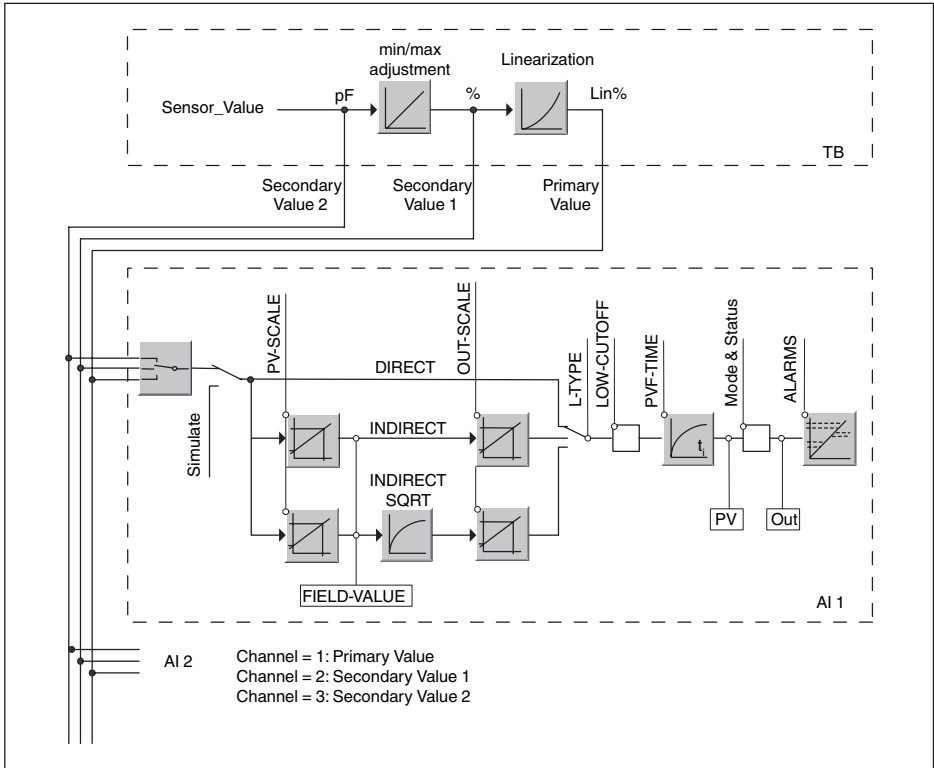 min/max
adjustment
Linearization
Sensor_Value
pF
%
Lin%
TB
Secondary
Value 2
Secondary
Value 1
Primary
Value
PV-SCALE
OUT-SCALE
L-TYPE
LOW-CUTOFF
PVF-TIME
Mode & Status
ALARMS
DIRECT
Simulate
INDIRECT
ti
INDIRECT
SQRT
PV
Out
FIELD-VALUE
AI 1
AI 2
Channel = 1: Primary Value
Channel = 2: Secondary Value 1
Channel = 3: Secondary Value 2